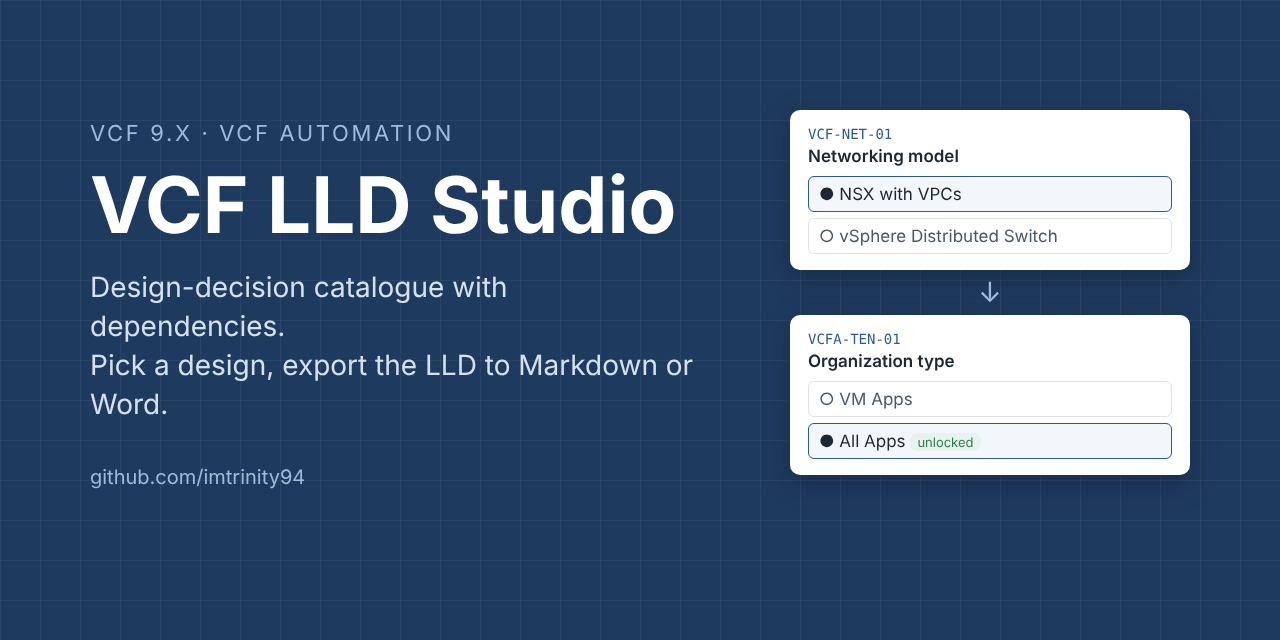 VCF 9.X · VCF AUTOMATION
VCF LLD Studio
Design-decision catalogue with
dependencies.
Pick a design, export the LLD to Markdown or
Word.
github.com/imtrinity94
VCF-NET-01
Networking model
NSX with VPCs
vSphere Distributed Switch
VCFA-TEN-01
Organization type
VM Apps
All Apps unlocked